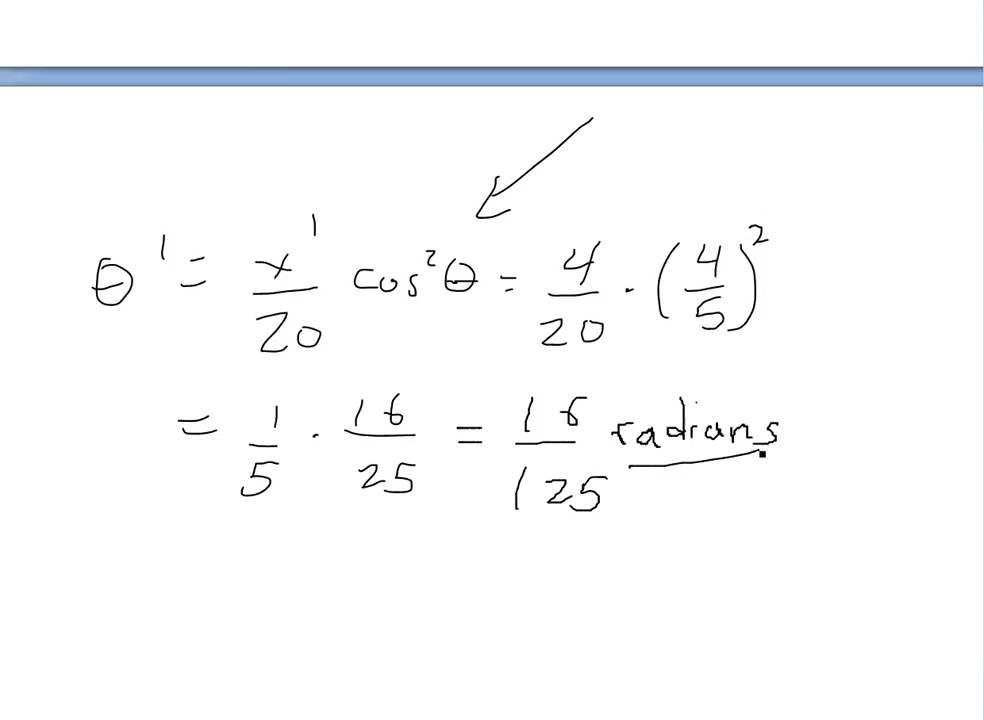 θ' = x'/20 cos²θ = 4/20 · (4/5)²
= 1/5 · 16/25 = 16/125 radians